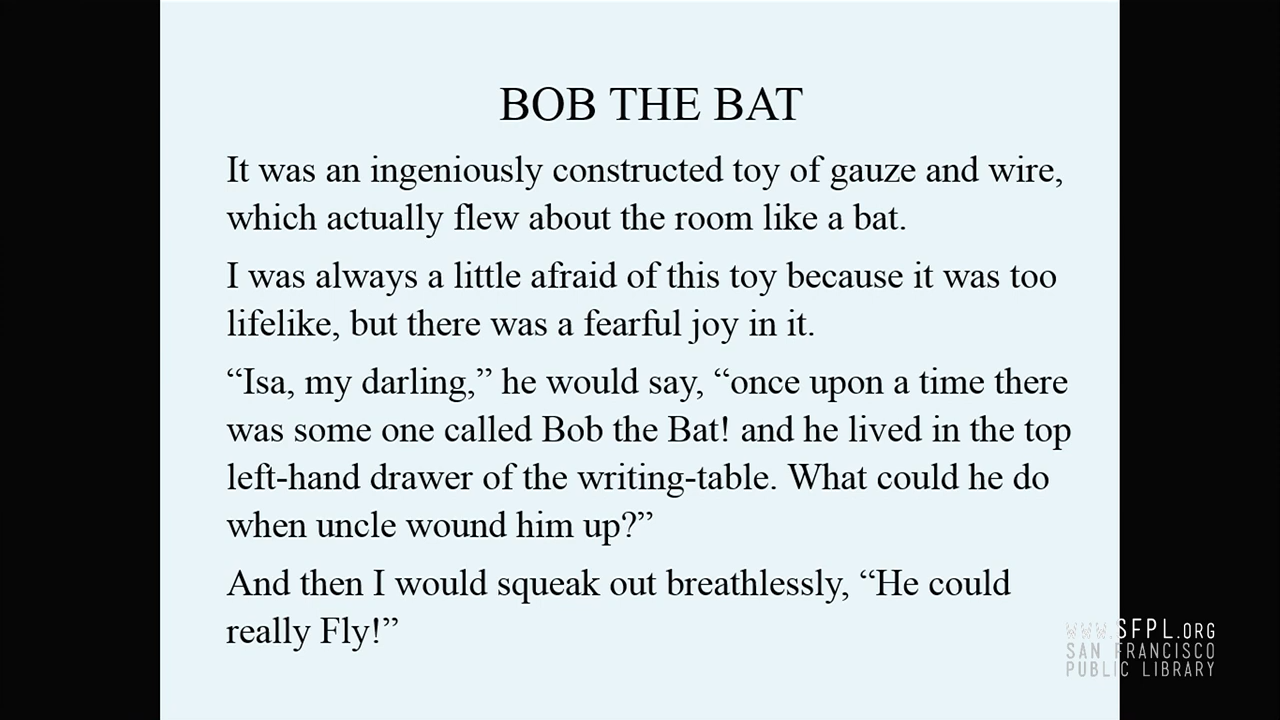 BOB THE BAT
It was an ingeniously constructed toy of gauze and wire,
which actually flew about the room like a bat.
I was always a little afraid of this toy because it was too
lifelike, but there was a fearful joy in it.
“Isa, my darling,” he would say, “once upon a time there
was some one called Bob the Bat! and he lived in the top
left-hand drawer of the writing-table. What could he do
when uncle wound him up?”
And then I would squeak out breathlessly, “He could
really Fly!”
WWW.SFPL.ORG
SAN FRANCISCO
PUBLIC LIBRARY